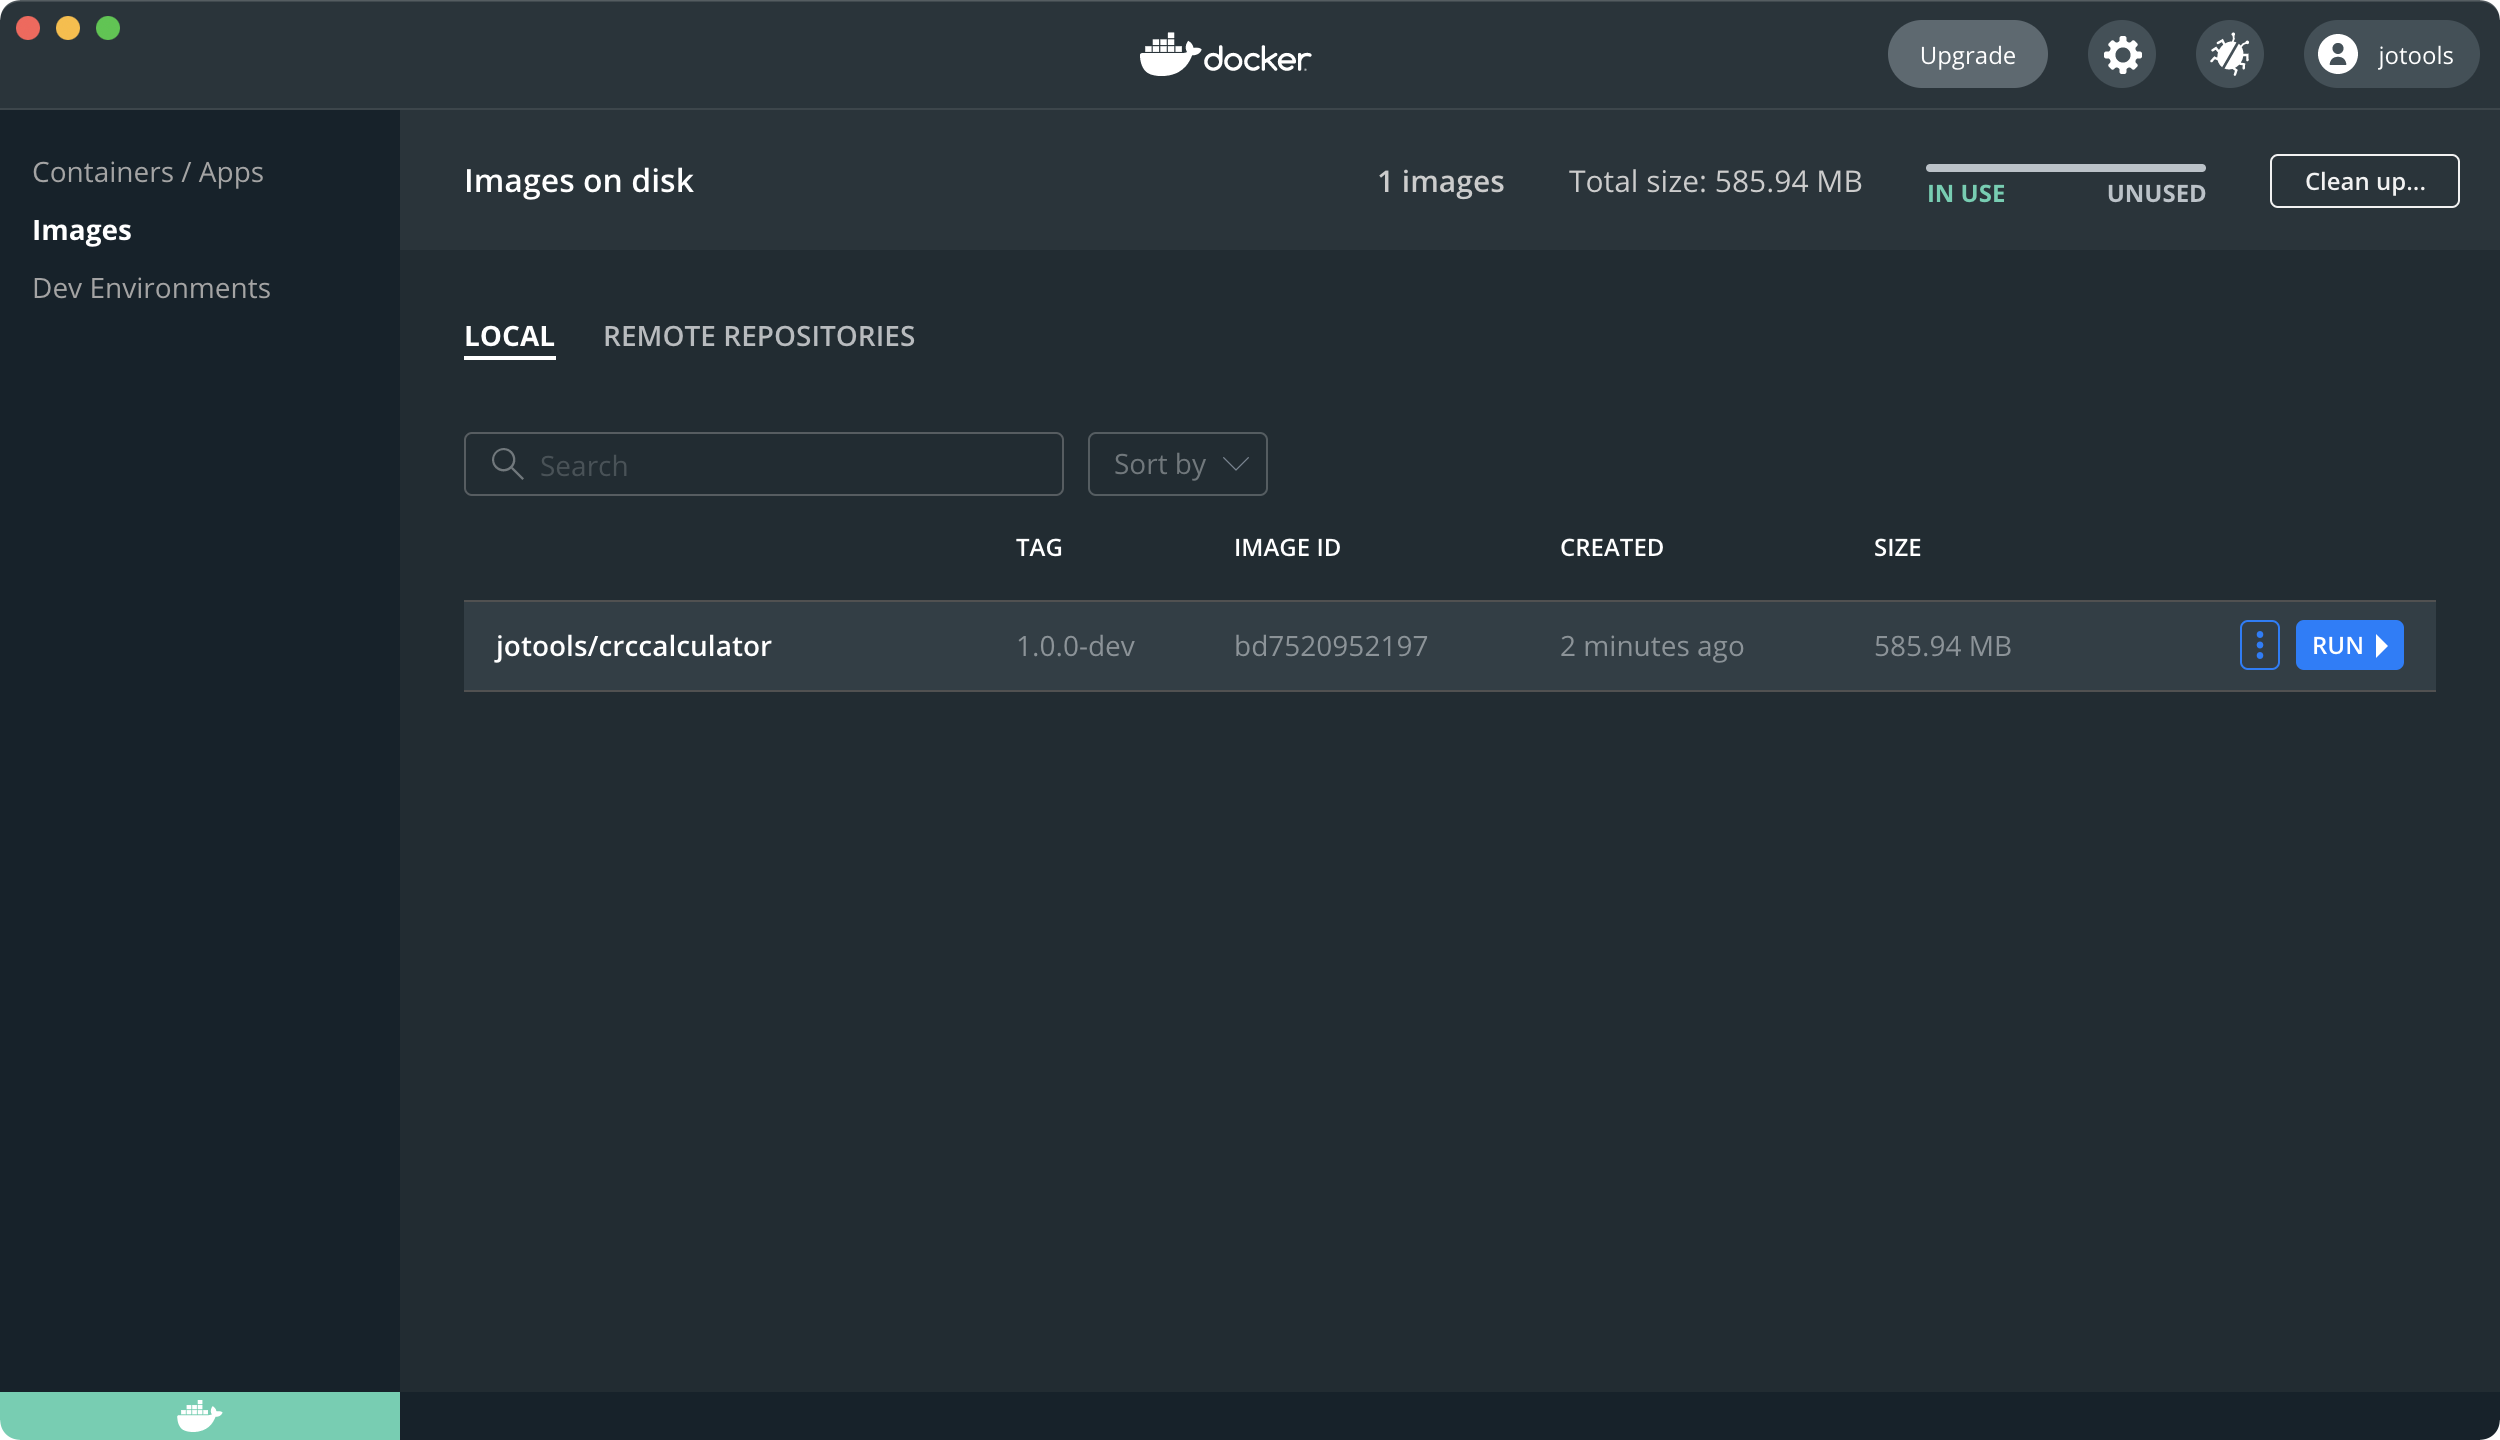 docker
Upgrade
jotools
Containers / Apps
Images
Dev Environments
Images on disk
1 images
Total size: 585.94 MB
IN USE
UNUSED
Clean up...
LOCAL
REMOTE REPOSITORIES
Search
Sort by
TAG
IMAGE ID
CREATED
SIZE
jotools/crccalculator
1.0.0-dev
bd7520952197
2 minutes ago
585.94 MB
RUN